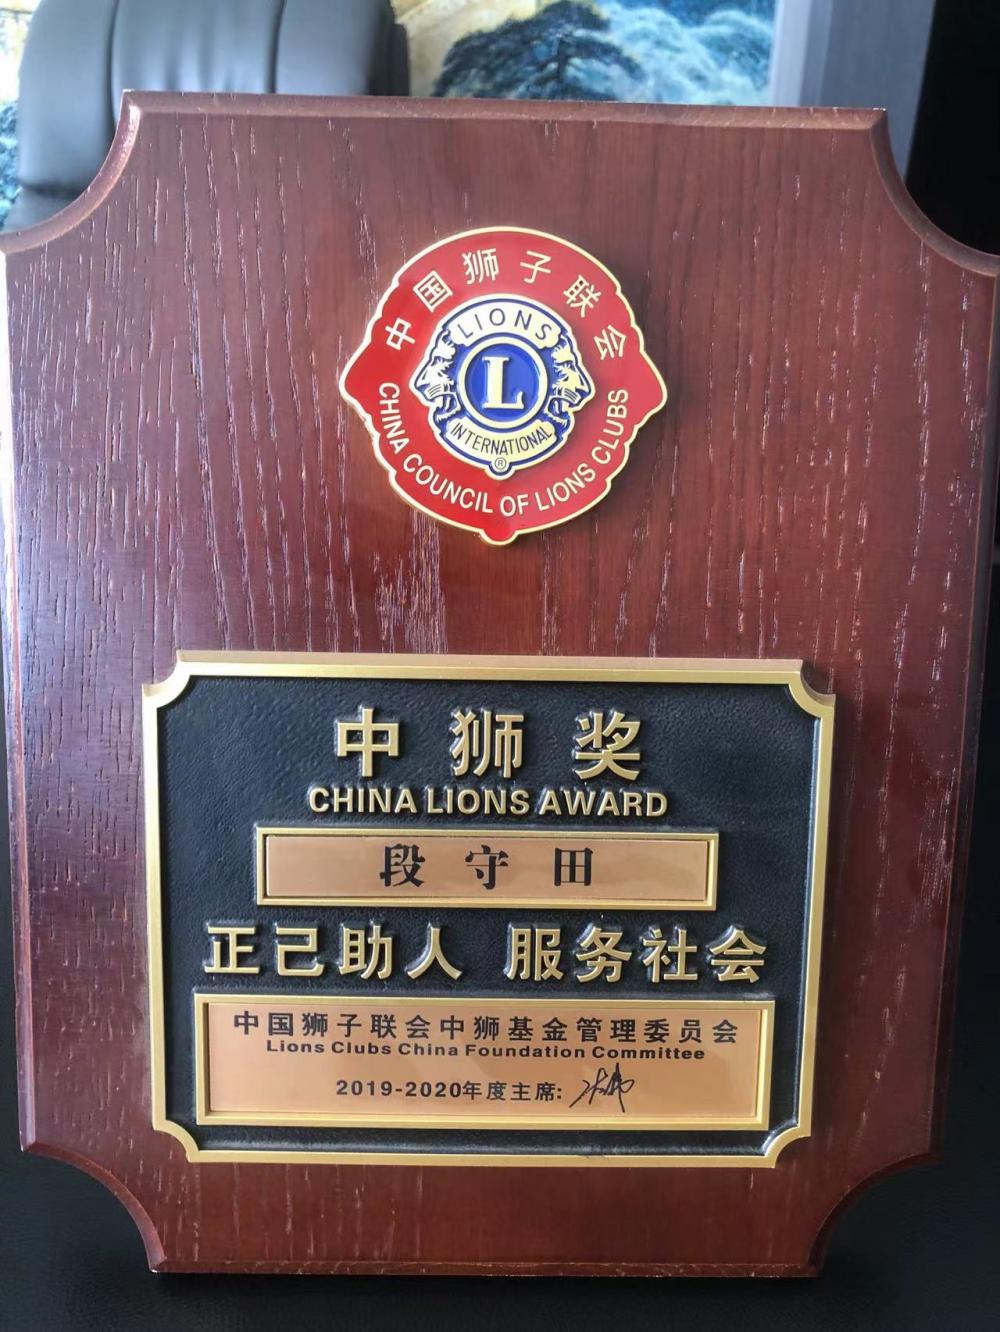 中国狮子联会
LIONS
L
INTERNATIONAL
®
CHINA COUNCIL OF LIONS CLUBS
中狮奖
CHINA LIONS AWARD
段守田
正己助人 服务社会
中国狮子联会中狮基金管理委员会
Lions Clubs China Foundation Committee
2019-2020年度主席: